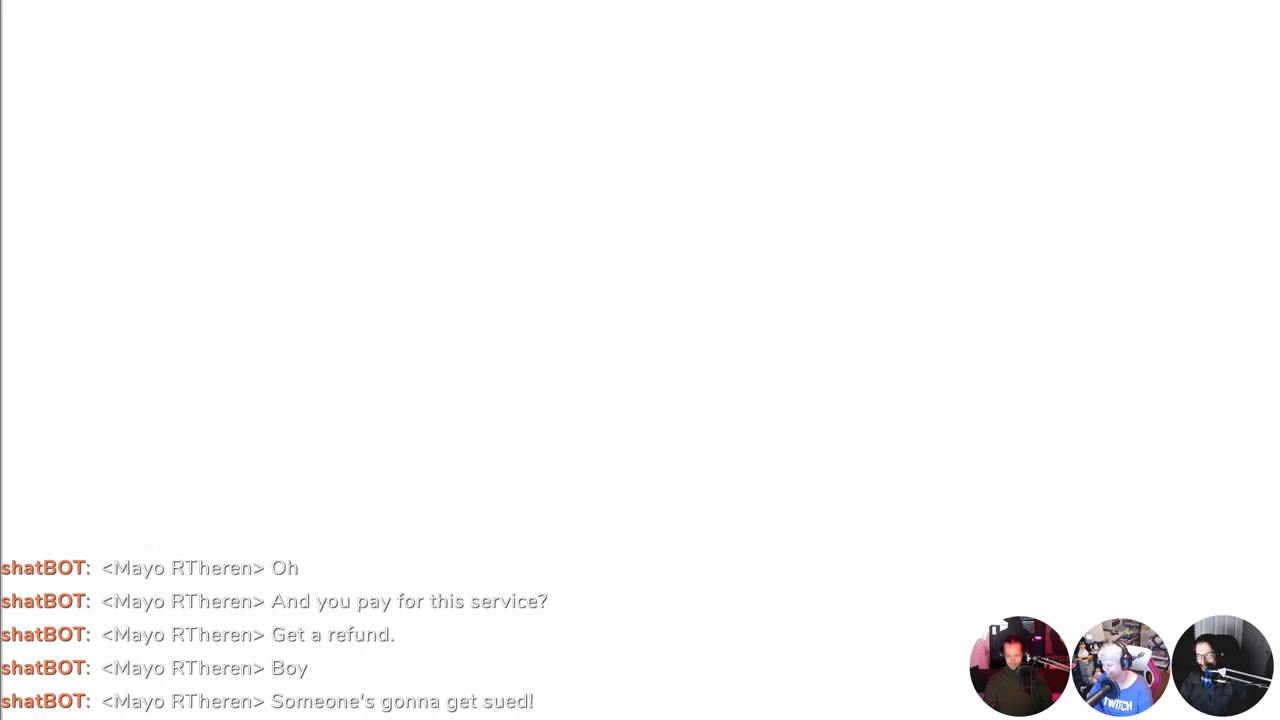 shatBOT: <Mayo RTheren> Oh
shatBOT: <Mayo RTheren> And you pay for this service?
shatBOT: <Mayo RTheren> Get a refund.
shatBOT: <Mayo RTheren> Boy
shatBOT: <Mayo RTheren> Someone's gonna get sued!
TWITCH